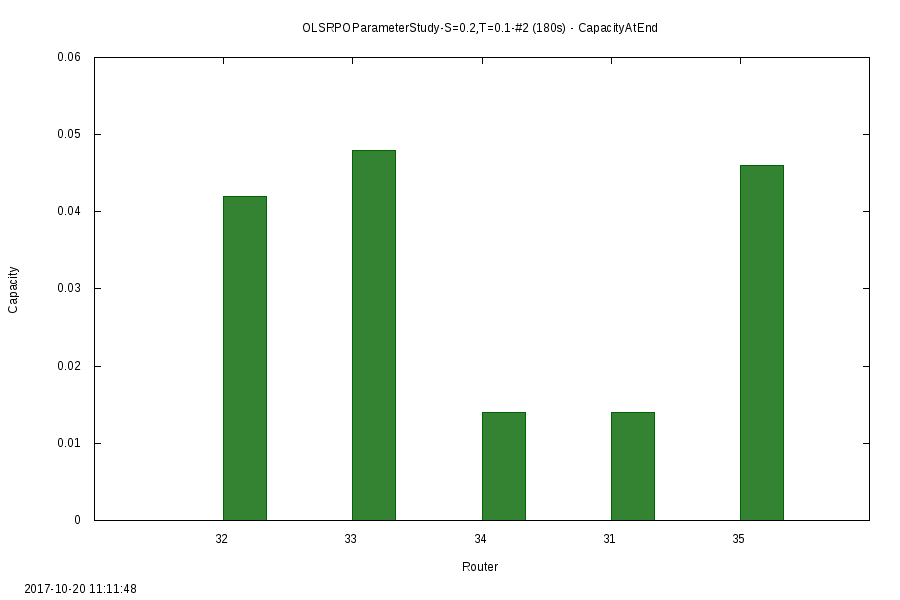 OLSRPOParameterStudy-S=0.2,T=0.1-#2 (180s) - CapacityAtEnd
0.06
0.05
0.04
0.03
0.02
0.01
0
Capacity
32 33 34 31 35
Router
2017-10-20 11:11:48